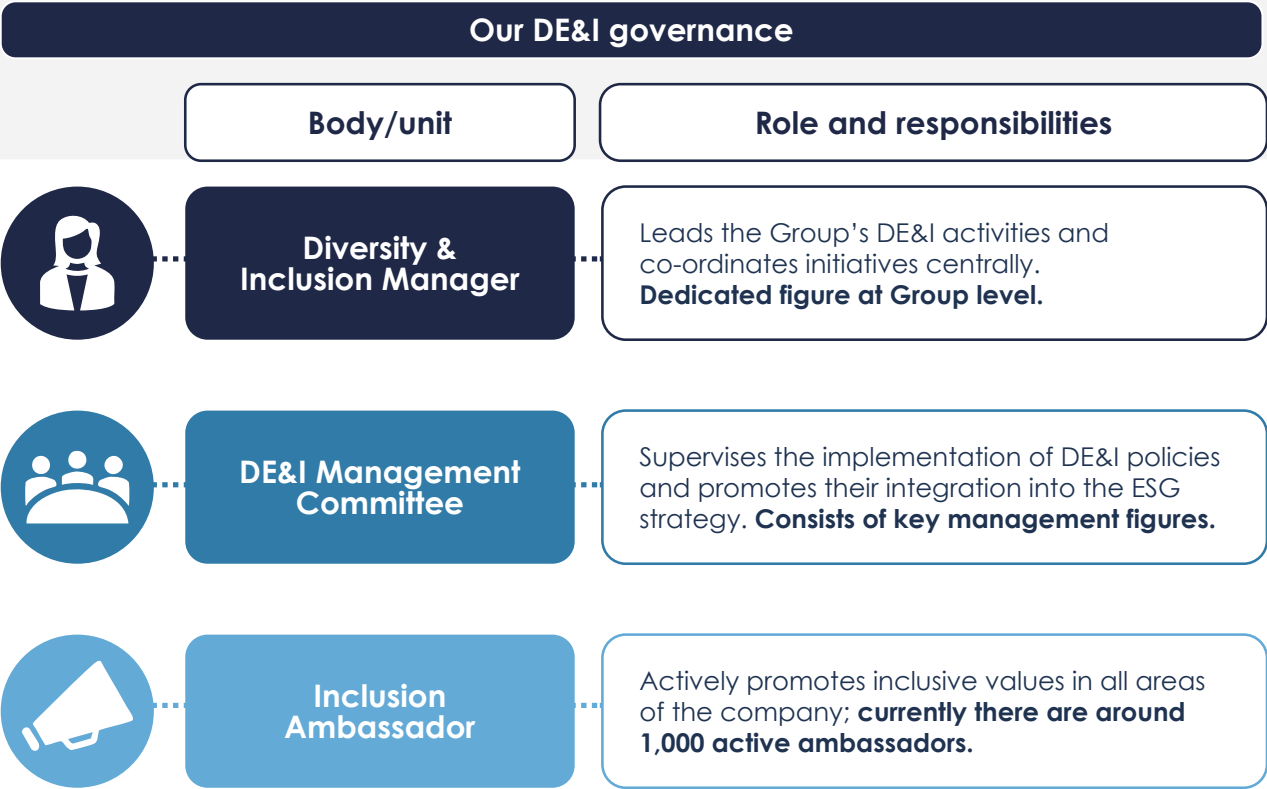 Our DE&I governance
Body/unit
Role and responsibilities
Diversity &
Inclusion Manager
Leads the Group’s DE&I activities and
co-ordinates initiatives centrally.
Dedicated figure at Group level.
DE&I Management
Committee
Supervises the implementation of DE&I policies
and promotes their integration into the ESG
strategy. Consists of key management figures.
Inclusion
Ambassador
Actively promotes inclusive values in all areas
of the company; currently there are around
1,000 active ambassadors.